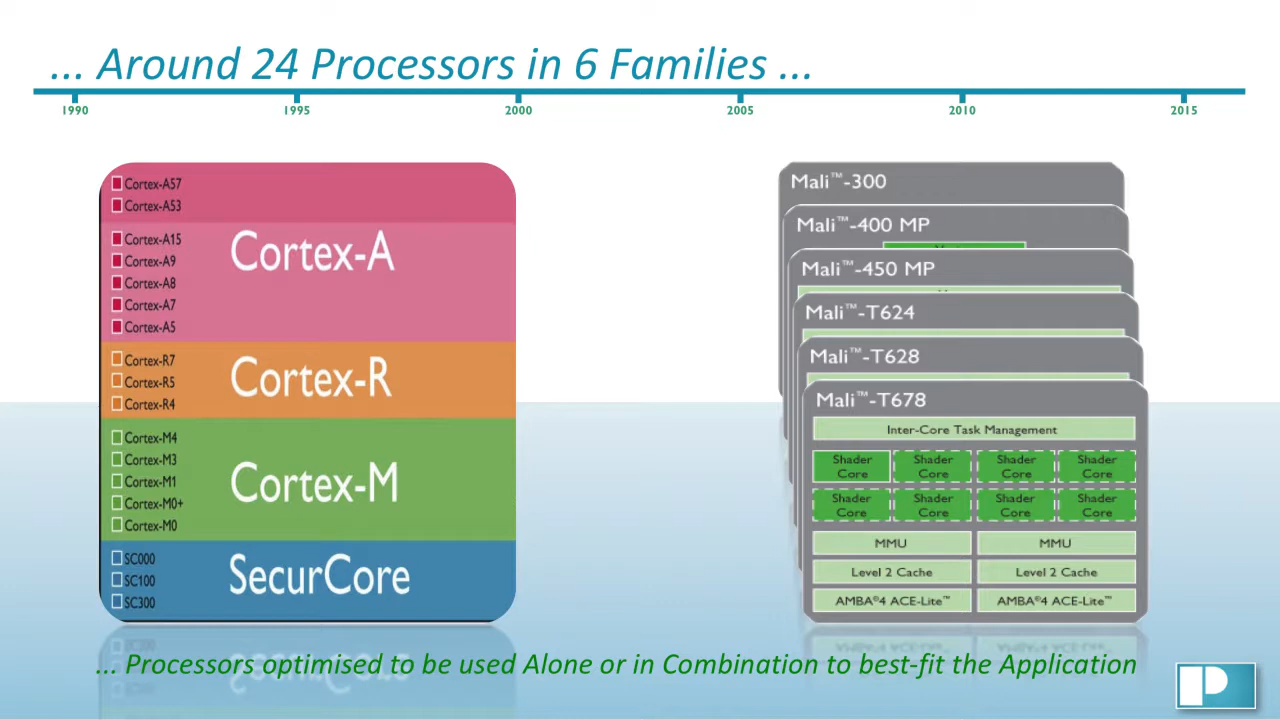 ... Around 24 Processors in 6 Families ...
1990 1995 2000 2005 2010 2015
Cortex-A57
Cortex-A53
Cortex-A15
Cortex-A9
Cortex-A8
Cortex-A7
Cortex-A5
Cortex-A
Cortex-R7
Cortex-R5
Cortex-R4
Cortex-R
Cortex-M4
Cortex-M3
Cortex-M1
Cortex-M0+
Cortex-M0
Cortex-M
SC000
SC100
SC300
SecurCore
Mali™-300
Mali™-400 MP
Mali™-450 MP
Mali™-T624
Mali™-T628
Mali™-T678
Inter-Core Task Management
Shader Shader Shader Shader
Core Core Core Core
Shader Shader Shader Shader
Core Core Core Core
MMU MMU
Level 2 Cache Level 2 Cache
AMBA®4 ACE-Lite™ AMBA®4 ACE-Lite™
... Processors optimised to be used Alone or in Combination to best-fit the Application
P